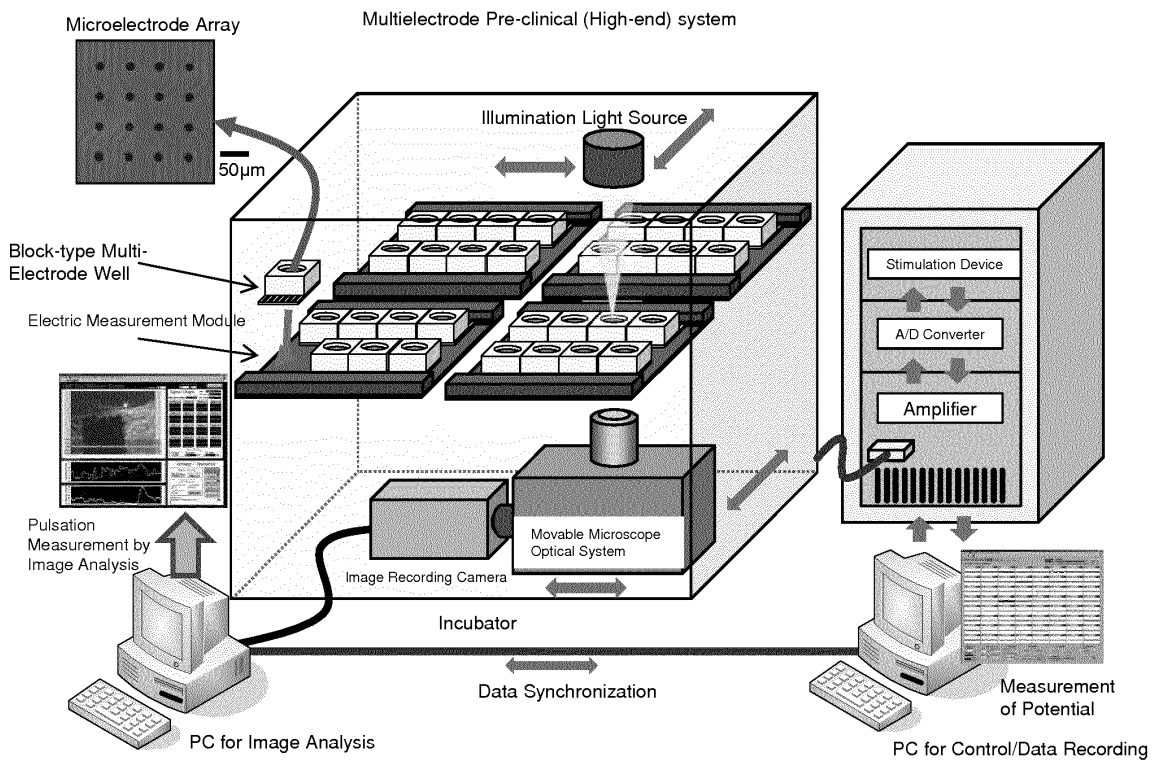 Multielectrode Pre-clinical (High-end) system
Microelectrode Array
50μm
Illumination Light Source
Block-type Multi-
Electrode Well
Electric Measurement Module
Stimulation Device
A/D Converter
Amplifier
Pulsation
Measurement by
Image Analysis
Movable Microscope
Optical System
Image Recording Camera
Incubator
Data Synchronization
Measurement
of Potential
PC for Image Analysis
PC for Control/Data Recording